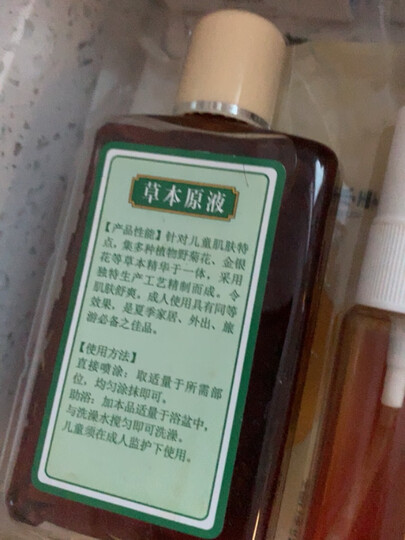 草本原液
【产品性能】针对儿童肌肤特
点，集多种植物野菊花、金银
花等草本精华于一体，采用
独特生产工艺精制而成。令
肌肤舒爽。成人使用具有同等
效果，是夏季家居、外出、旅
游必备之佳品。
【使用方法】
直接喷涂：取适量于所需部
位，均匀涂抹即可。
助浴：加本品适量于浴盆中，
与洗澡水搅匀即可洗澡。
儿童须在成人监护下使用。